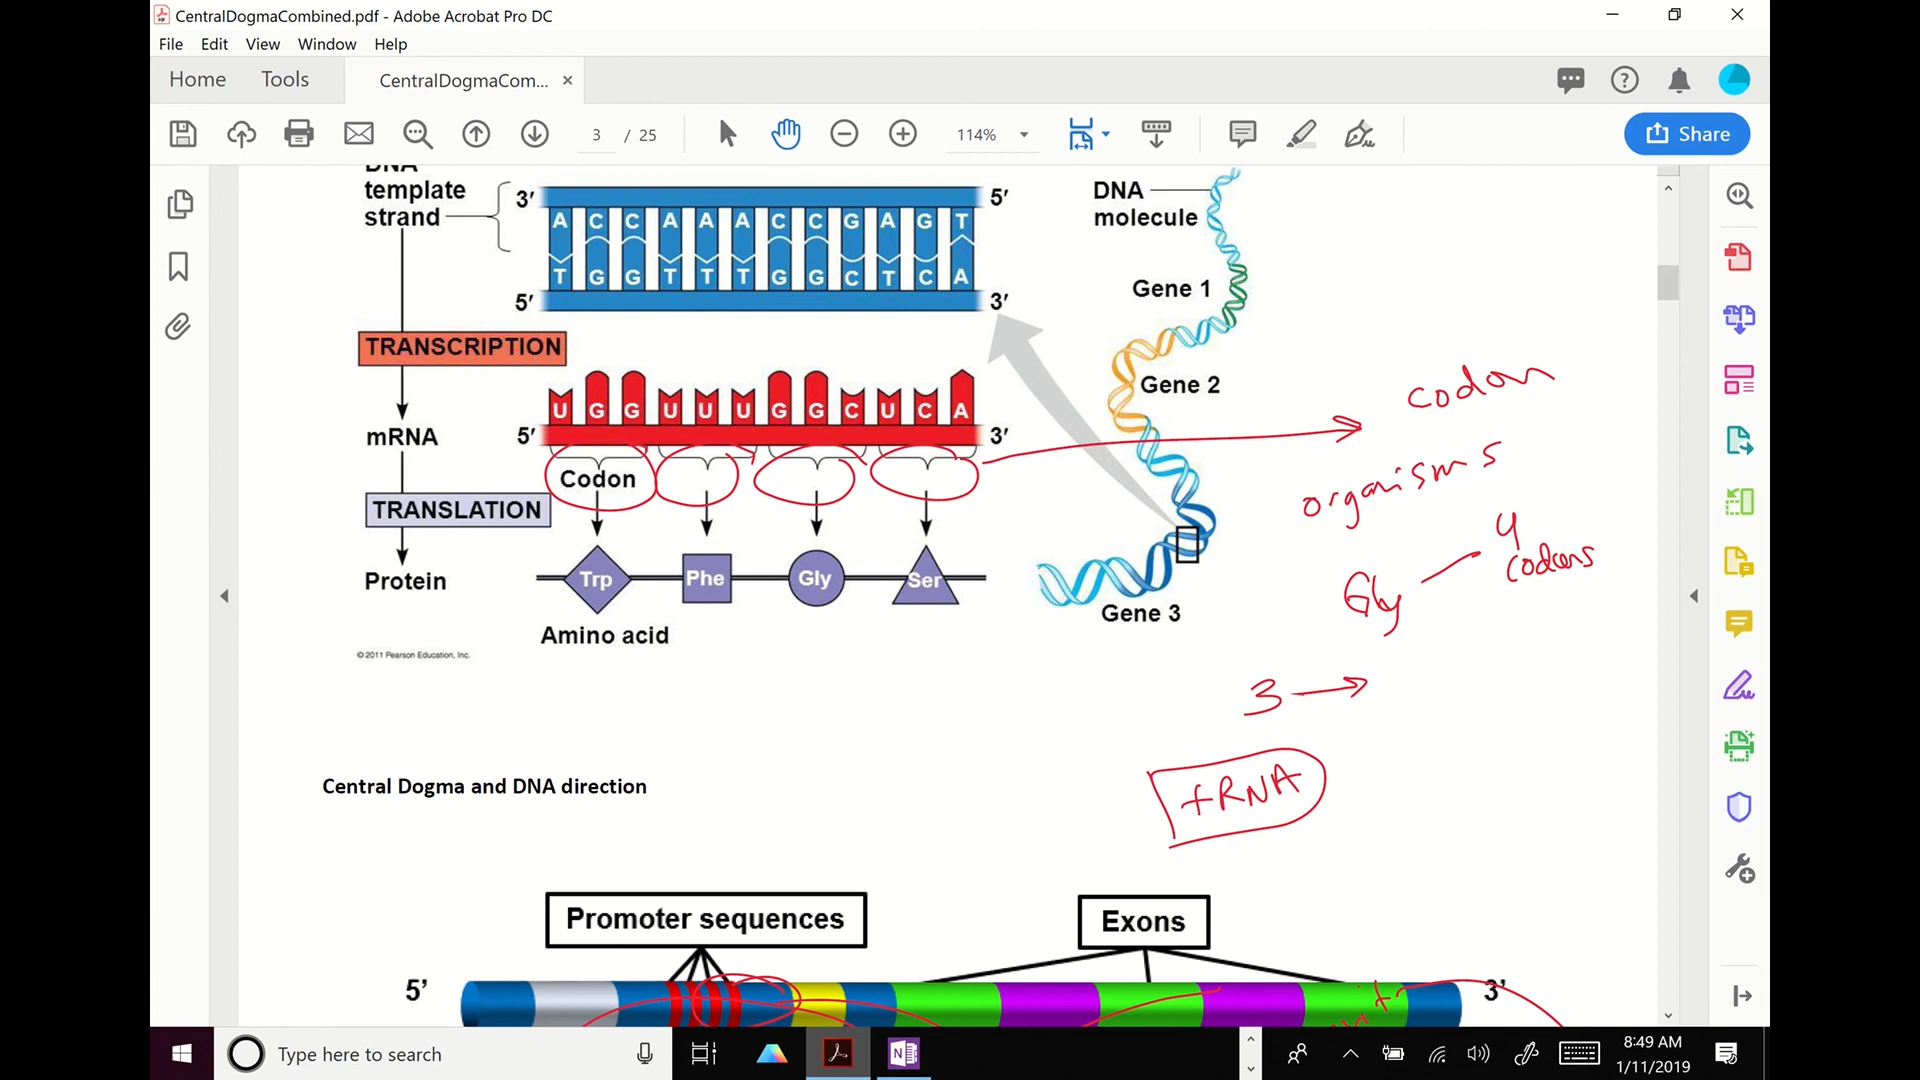 CentralDogmaCombined.pdf - Adobe Acrobat Pro DC
File Edit View Window Help
Home Tools CentralDogmaCom... ×
3 / 25 114% Share
DNA
template
strand
3' 5'
A C C A A A C C G A G T
T G G T T T G G C T C A
5' 3'
DNA
molecule
Gene 1
TRANSCRIPTION
Gene 2
codon
U G G U U U G G C U C A
mRNA 5' 3'
organisms
Codon
TRANSLATION
4
codons
Protein
Trp Phe Gly Ser
Gly
Gene 3
Amino acid
© 2011 Pearson Education, Inc.
3
tRNA
Central Dogma and DNA direction
Promoter sequences
Exons
5’ 3’
Type here to search
8:49 AM
1/11/2019